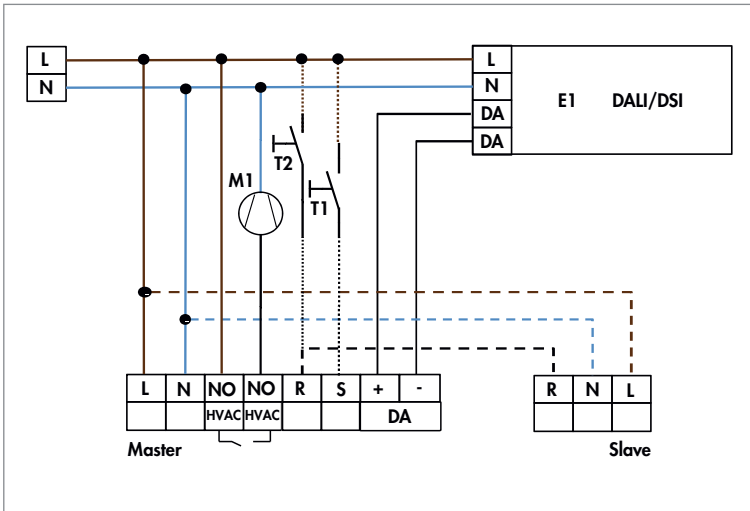 L
N
L
N
DA
DA
E1 DALI/DSI
T2
M1
T1
L N NO NO R S + -
HVAC HVAC DA
R N L
Master
Slave